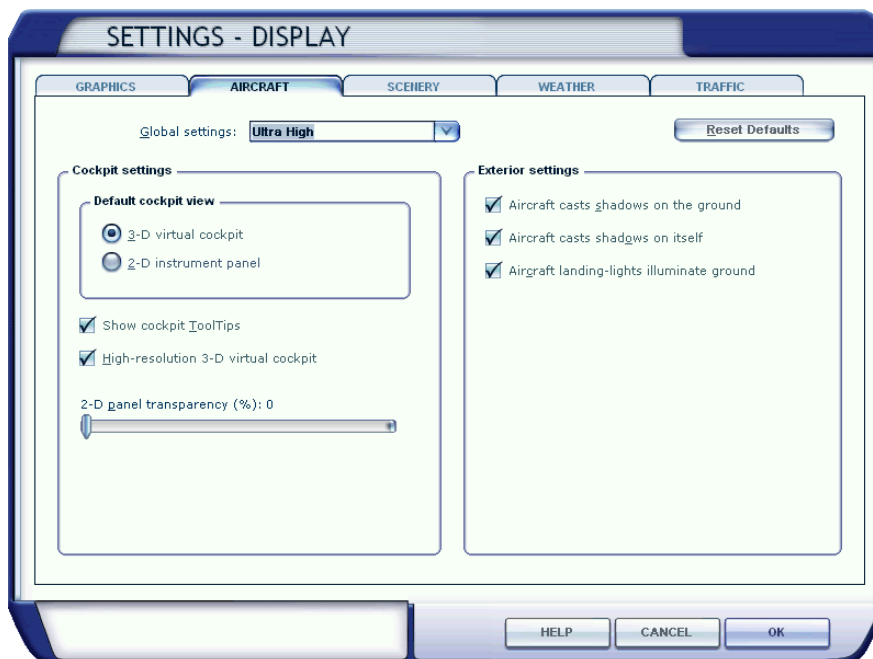 SETTINGS - DISPLAY
GRAPHICS
AIRCRAFT
SCENERY
WEATHER
TRAFFIC
Global settings: Ultra High
Reset Defaults
Cockpit settings
Default cockpit view
3-D virtual cockpit
2-D instrument panel
Show cockpit ToolTips
High-resolution 3-D virtual cockpit
2-D panel transparency (%): 0
Exterior settings
Aircraft casts shadows on the ground
Aircraft casts shadows on itself
Aircraft landing-lights illuminate ground
HELP
CANCEL
OK